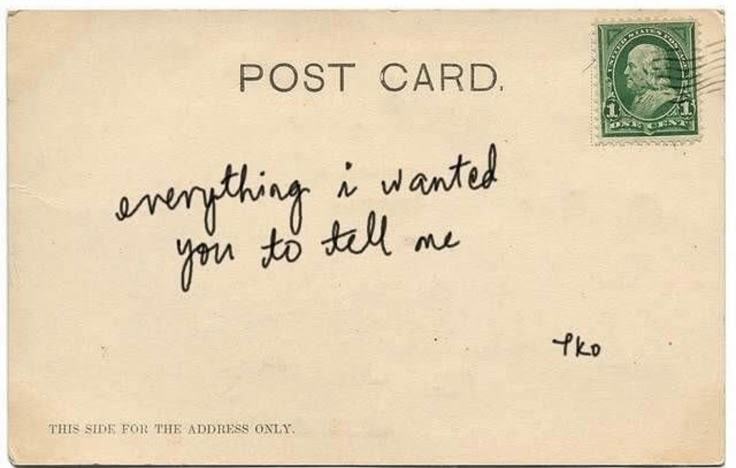 POST CARD.
UNITED STATES POSTAGE
1 1
ONE CENT
everything i wanted
you to tell me
tko
THIS SIDE FOR THE ADDRESS ONLY.